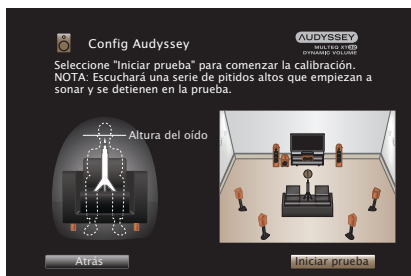 Config Audyssey
AUDYSSEY
MULTEQ XT32
DYNAMIC VOLUME
Seleccione "Iniciar prueba" para comenzar la calibración.
NOTA: Escuchará una serie de pitidos altos que empiezan a
sonar y se detienen en la prueba.
Altura del oído
Atrás
Iniciar prueba